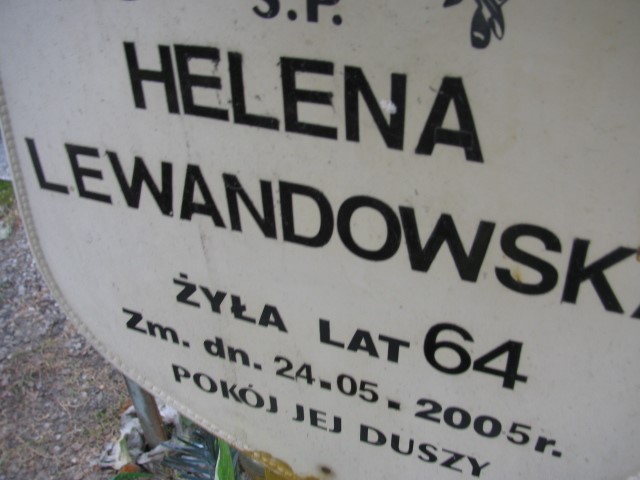 Ś.P.
HELENA
LEWANDOWSKA
ŻYŁA LAT 64
Zm. dn. 24.05. 2005r.
POKÓJ JEJ DUSZY